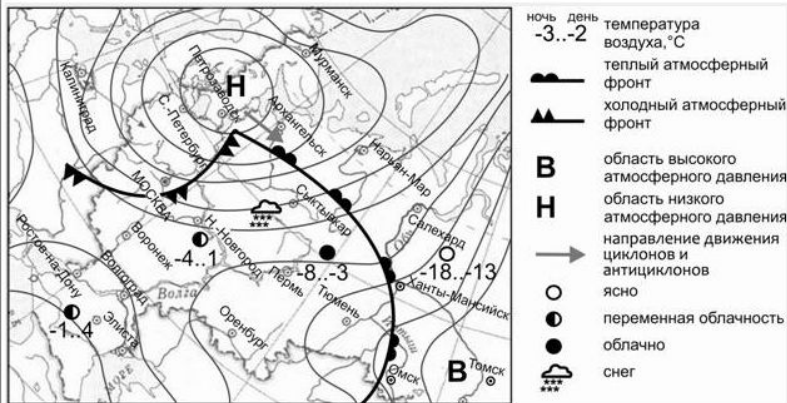 Мурманск
Петрозаводск
Н
Калининград
С.-Петербург
Архангельск
Нарьян-Мар
МОСКВА
Сыктывкар
Салехард
Обь
Ростов-на-Дону
Воронеж
Н.-Новгород
-4..1
-8..-3
-18..-13
Волгоград
Волга
Пермь
Тюмень
Ханты-Мансийск
Иртыш
-1..4
Элиста
Оренбург
МОРЕ
Омск
В
Томск
ночь день
-3..-2
температура
воздуха,°С
теплый атмосферный
фронт
холодный атмосферный
фронт
В
область высокого
атмосферного давления
Н
область низкого
атмосферного давления
направление движения
циклонов и
антициклонов
ясно
переменная облачность
облачно
снег